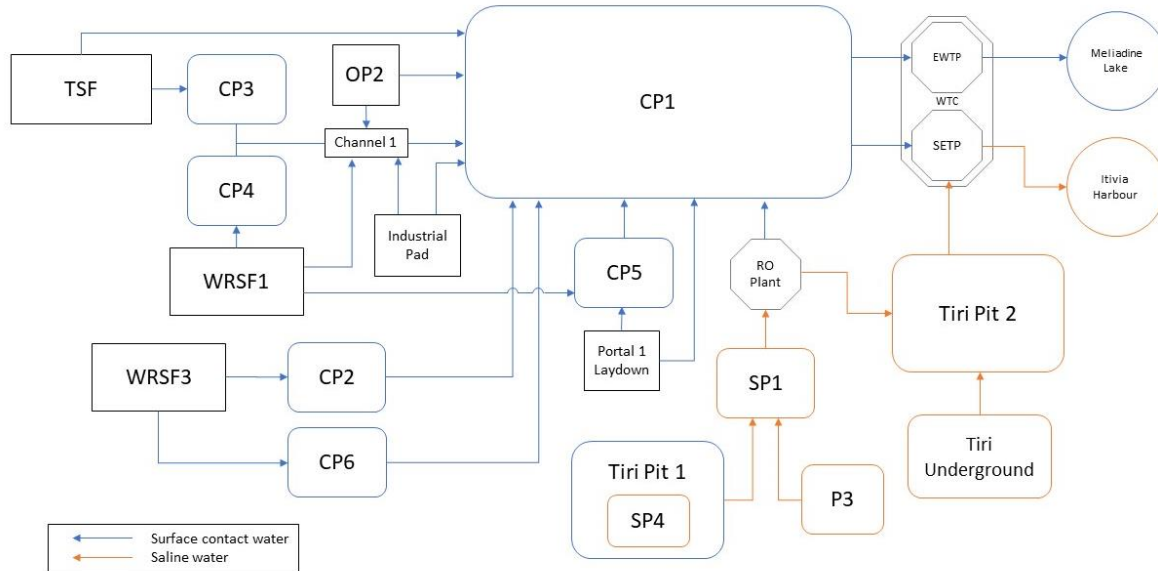 TSF
CP3
OP2
CP1
EWTP
WTC
SETP
Meliadine
Lake
Channel 1
CP4
Itivia
Harbour
Industrial
Pad
WRSF1
CP5
RO
Plant
Tiri Pit 2
Portal 1
Laydown
WRSF3
CP2
SP1
CP6
Tiri Pit 1
SP4
P3
Tiri
Underground
Surface contact water
Saline water